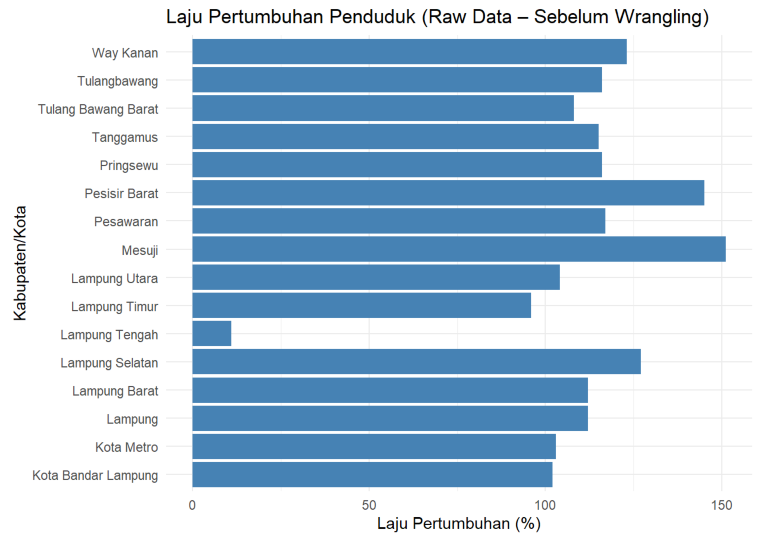 Laju Pertumbuhan Penduduk (Raw Data – Sebelum Wrangling)
Kabupaten/Kota
Way Kanan
Tulangbawang
Tulang Bawang Barat
Tanggamus
Pringsewu
Pesisir Barat
Pesawaran
Mesuji
Lampung Utara
Lampung Timur
Lampung Tengah
Lampung Selatan
Lampung Barat
Lampung
Kota Metro
Kota Bandar Lampung
0 50 100 150
Laju Pertumbuhan (%)